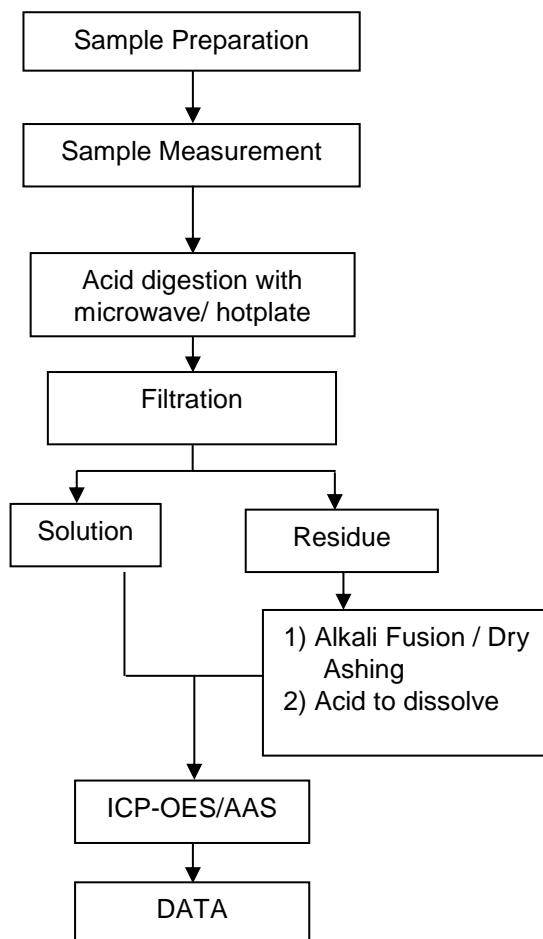 Sample Preparation
Sample Measurement
Acid digestion with
microwave/ hotplate
Filtration
Solution
Residue
1) Alkali Fusion / Dry
Ashing
2) Acid to dissolve
ICP-OES/AAS
DATA